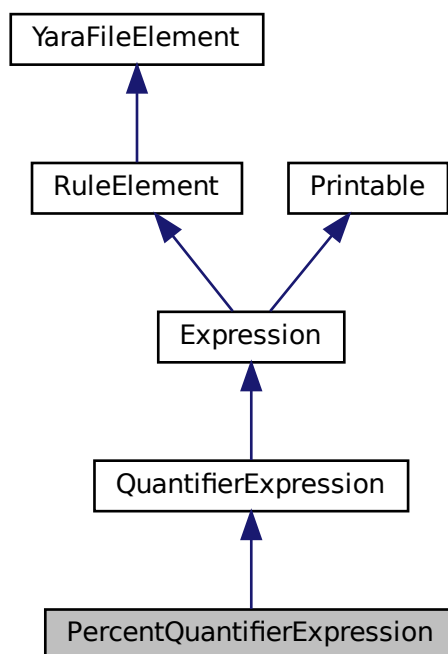 YaraFileElement
RuleElement
Printable
Expression
QuantifierExpression
PercentQuantifierExpression